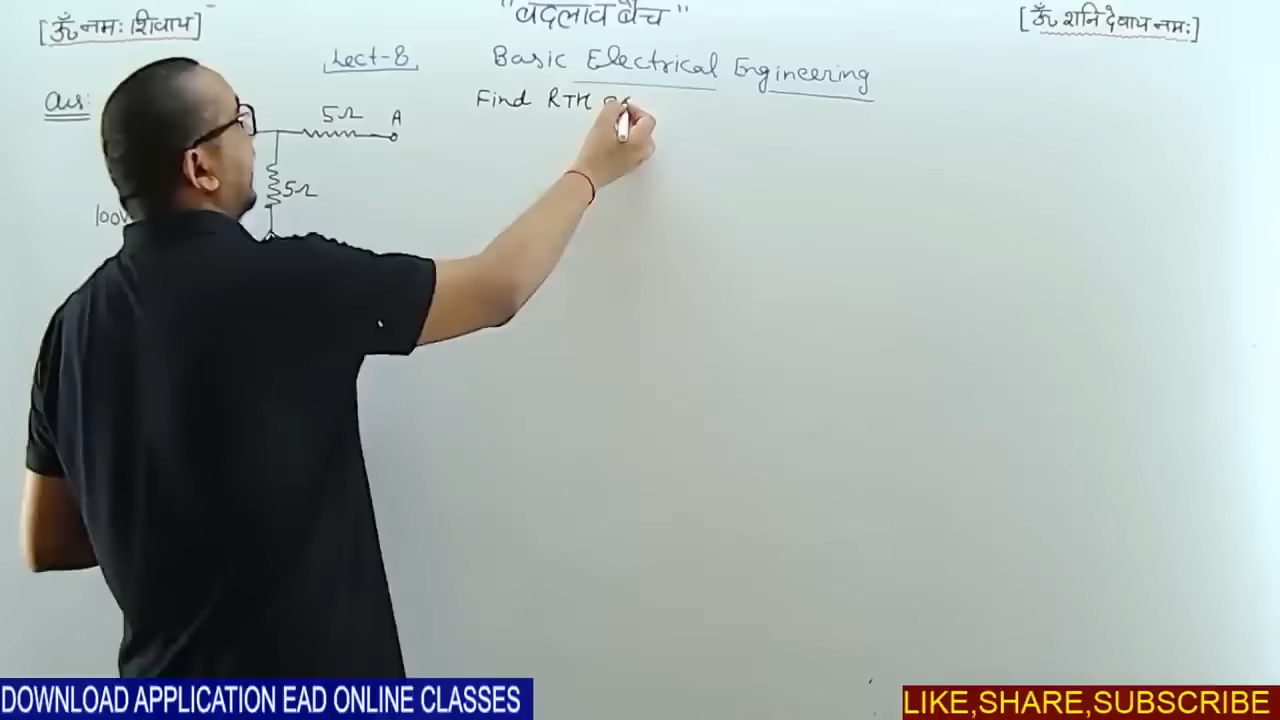 [ॐ नमः शिवाय]
"बदलाव बैच"
[ॐ शनि देवाय नमः]
Lect-8
Basic Electrical Engineering
Ques:
Find RTH
5Ω
A
5Ω
100V
DOWNLOAD APPLICATION EAD ONLINE CLASSES
LIKE,SHARE,SUBSCRIBE